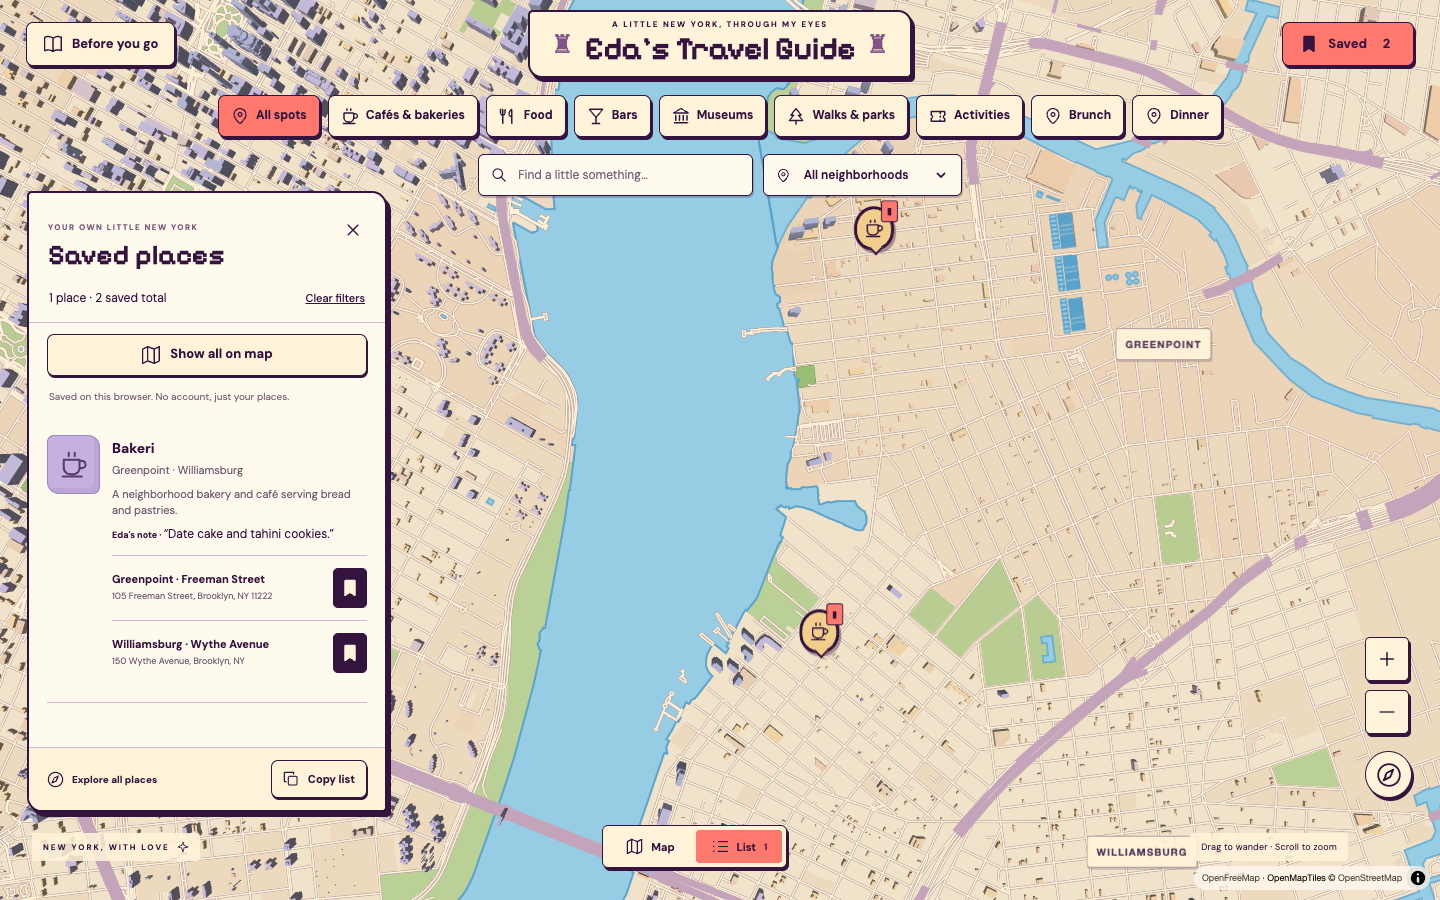 Before you go
A LITTLE NEW YORK, THROUGH MY EYES
Eda's Travel Guide
Saved 2
All spots
Cafés & bakeries
Food
Bars
Museums
Walks & parks
Activities
Brunch
Dinner
Find a little something...
All neighborhoods
YOUR OWN LITTLE NEW YORK
Saved places
1 place · 2 saved total
Clear filters
Show all on map
Saved on this browser. No account, just your places.
Bakeri
Greenpoint · Williamsburg
A neighborhood bakery and café serving bread
and pastries.
Eda's note · “Date cake and tahini cookies.”
Greenpoint · Freeman Street
105 Freeman Street, Brooklyn, NY 11222
Williamsburg · Wythe Avenue
150 Wythe Avenue, Brooklyn, NY
Explore all places
Copy list
NEW YORK, WITH LOVE
GREENPOINT
WILLIAMSBURG
Map
List 1
Drag to wander · Scroll to zoom
OpenFreeMap · OpenMapTiles © OpenStreetMap